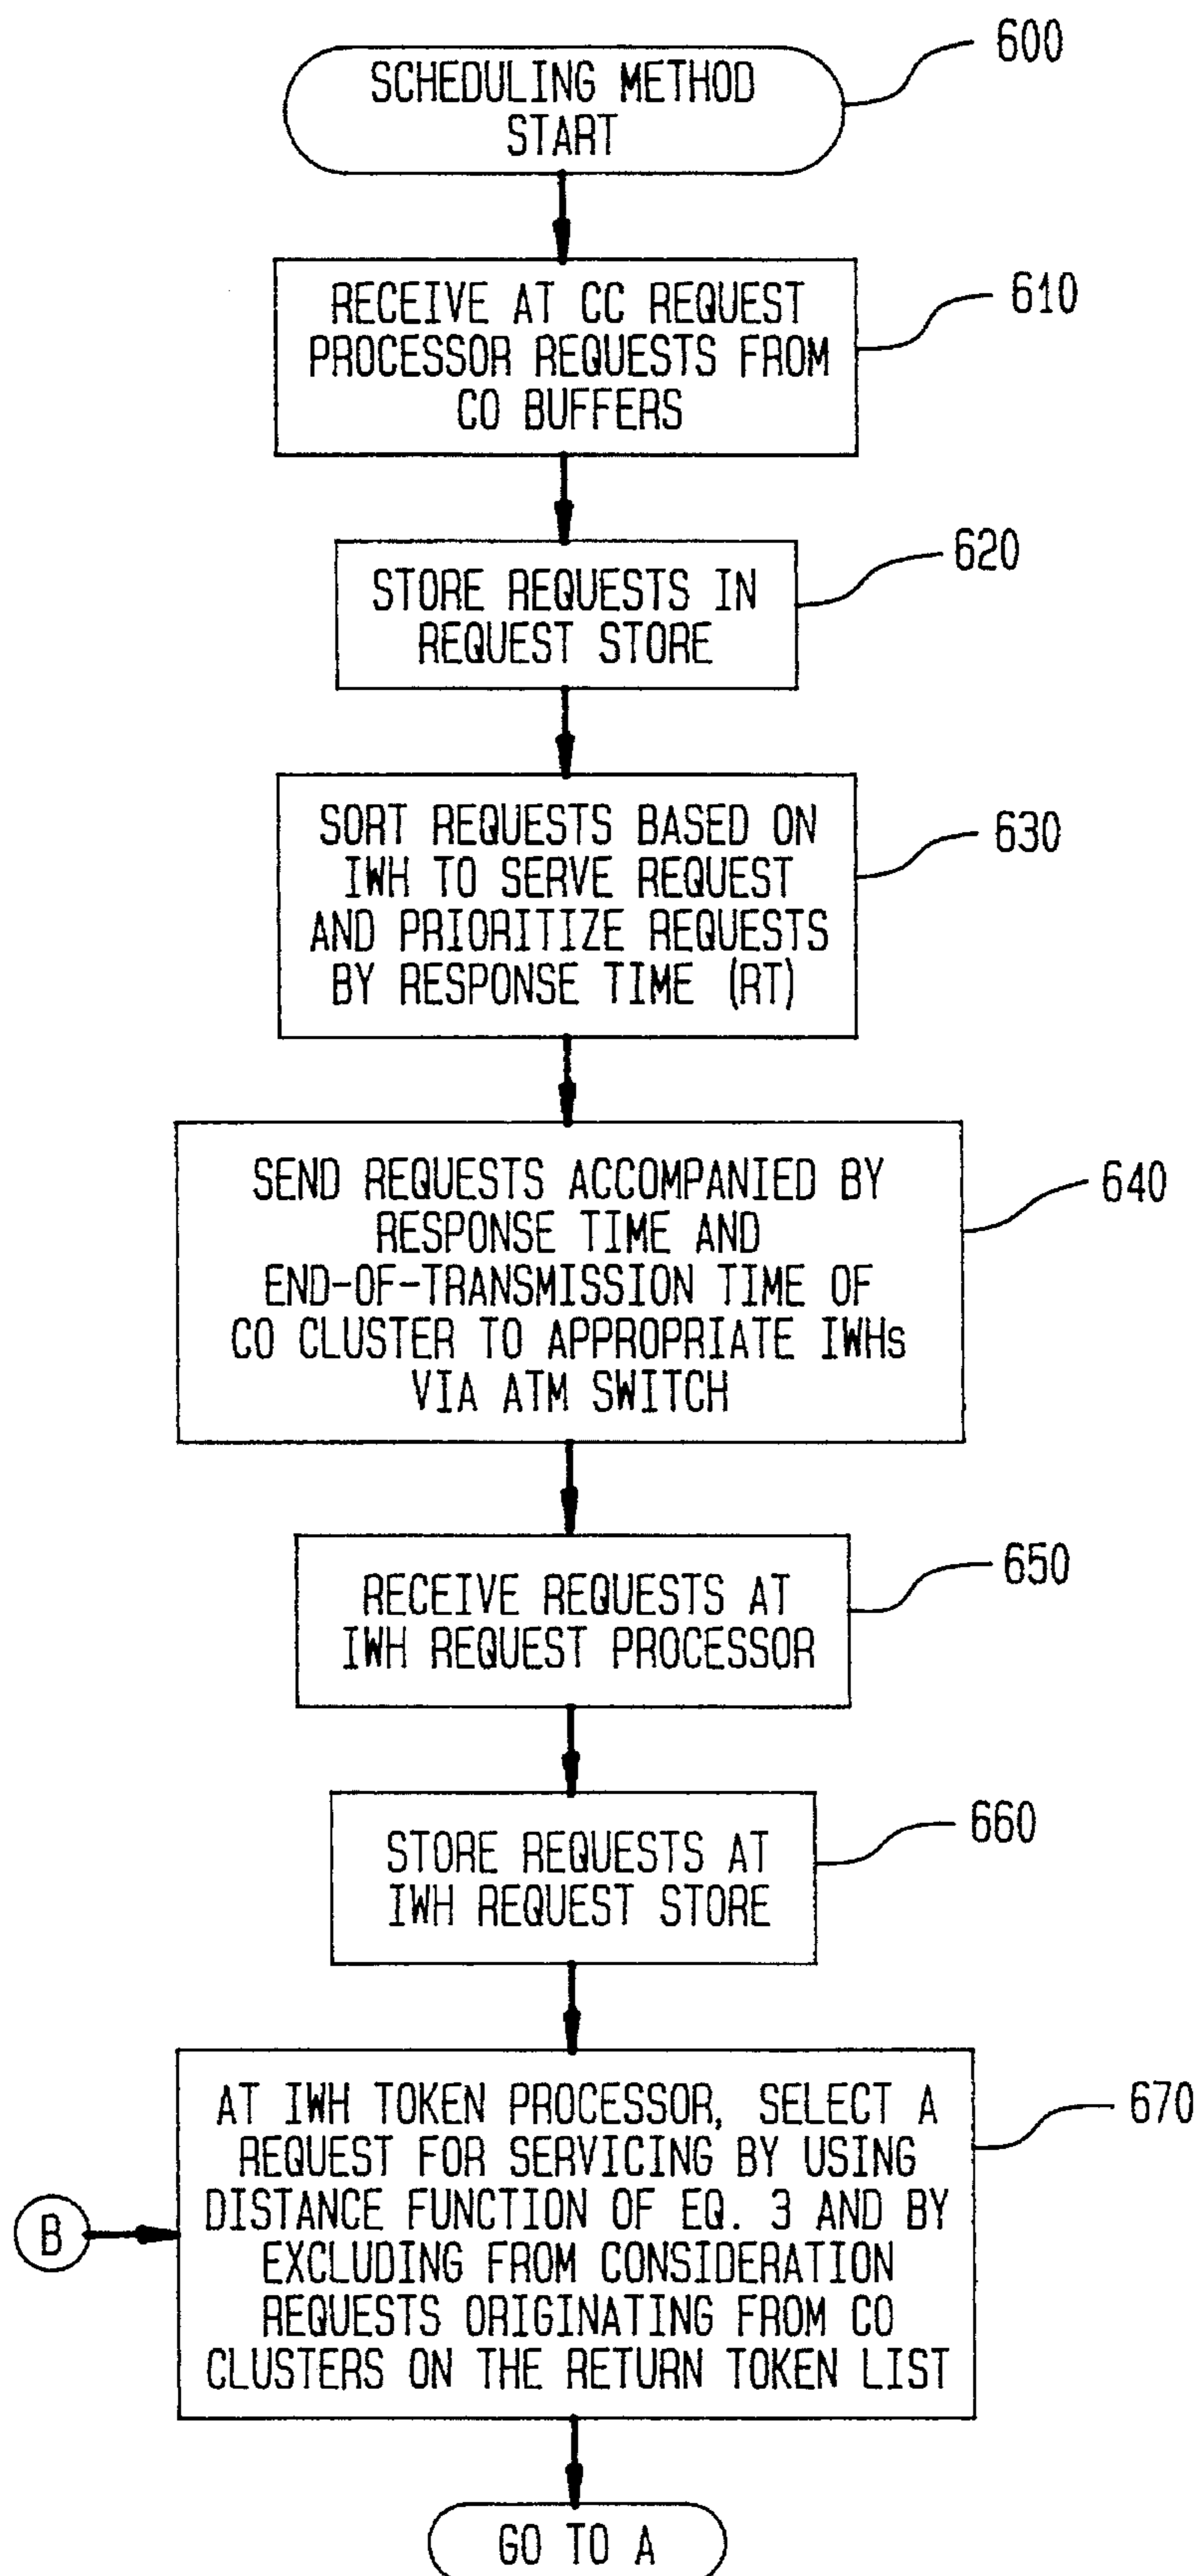 SCHEDULING METHOD
START
600
RECEIVE AT CC REQUEST
PROCESSOR REQUESTS FROM
CO BUFFERS
610
STORE REQUESTS IN
REQUEST STORE
620
SORT REQUESTS BASED ON
IWH TO SERVE REQUEST
AND PRIORITIZE REQUESTS
BY RESPONSE TIME (RT)
630
SEND REQUESTS ACCOMPANIED BY
RESPONSE TIME AND
END-OF-TRANSMISSION TIME OF
CO CLUSTER TO APPROPRIATE IWHs
VIA ATM SWITCH
640
RECEIVE REQUESTS AT
IWH REQUEST PROCESSOR
650
STORE REQUESTS AT
IWH REQUEST STORE
660
AT IWH TOKEN PROCESSOR, SELECT A
REQUEST FOR SERVICING BY USING
DISTANCE FUNCTION OF EQ. 3 AND BY
EXCLUDING FROM CONSIDERATION
REQUESTS ORIGINATING FROM CO
CLUSTERS ON THE RETURN TOKEN LIST
670
B
GO TO A